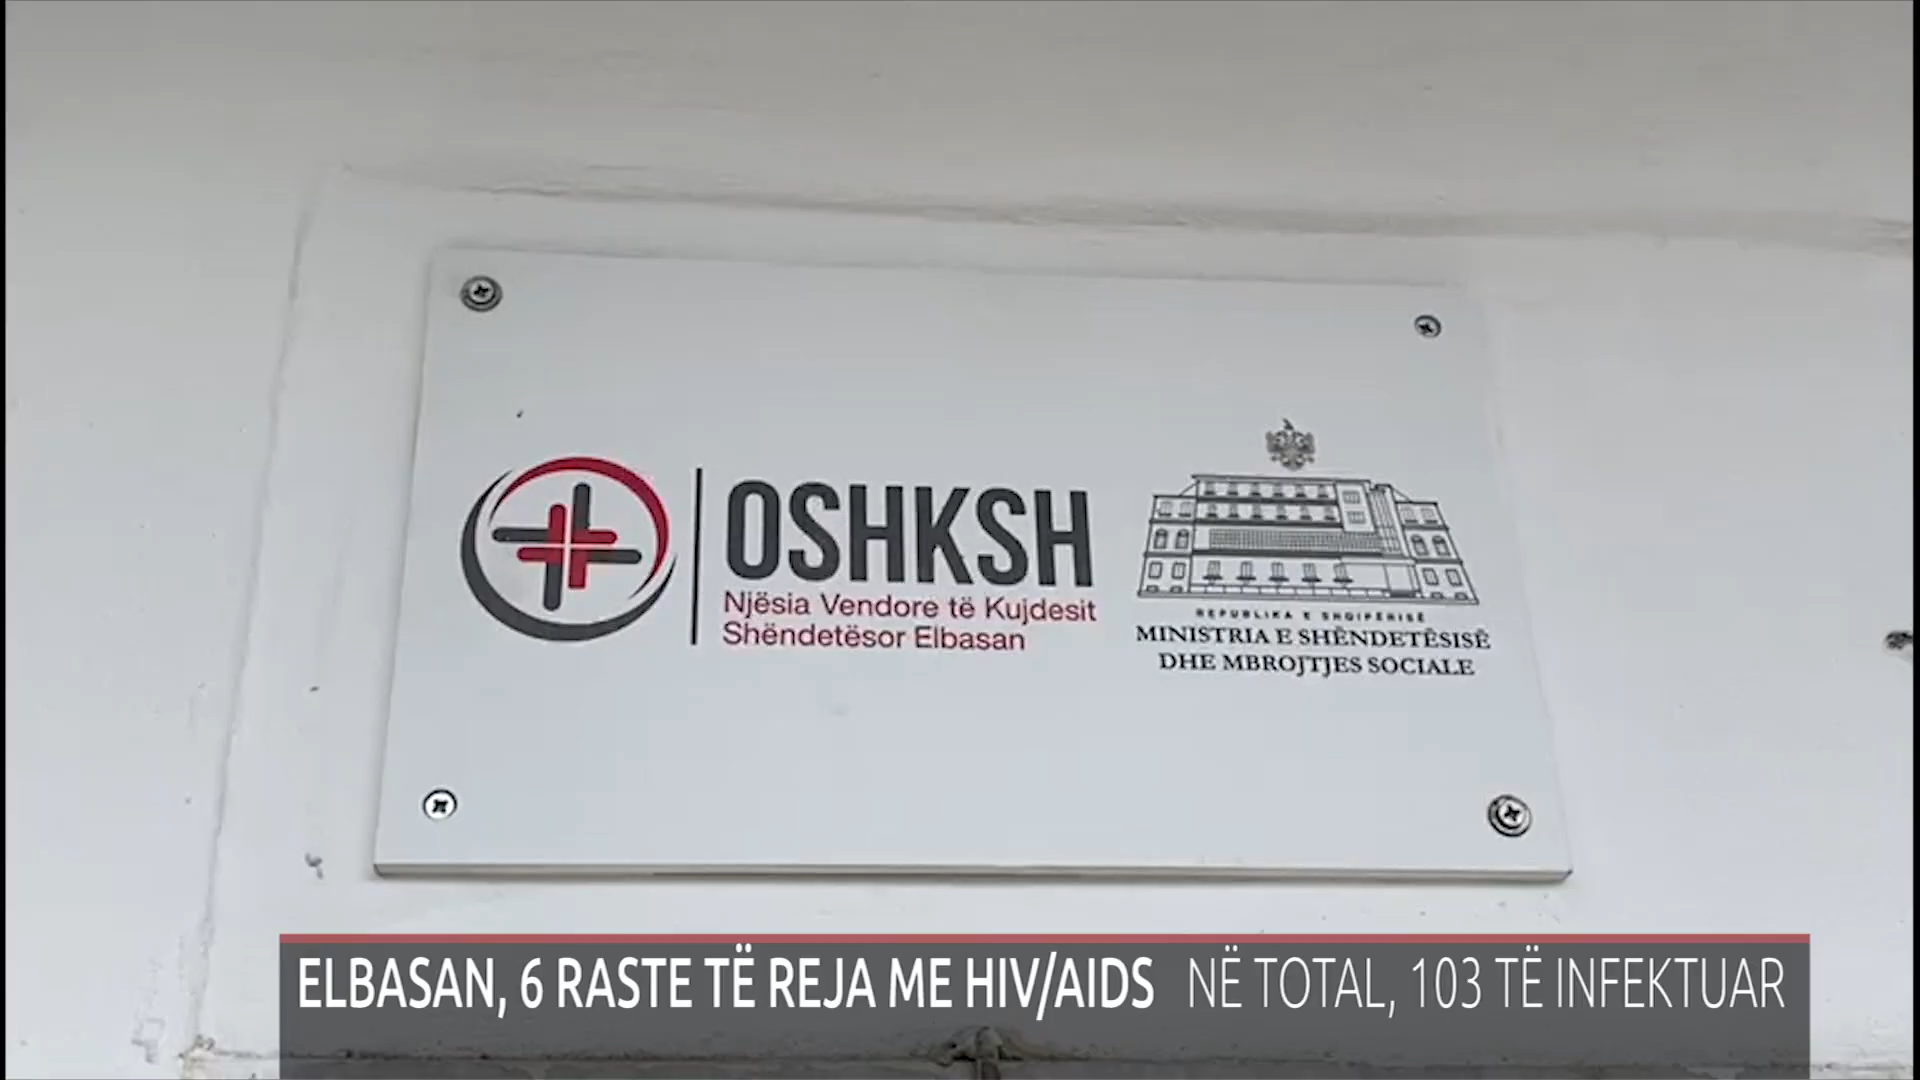 OSHKSH
Njësia Vendore të Kujdesit
Shëndetësor Elbasan
REPUBLIKA E SHQIPËRISË
MINISTRIA E SHËNDETËSISË
DHE MBROJTJES SOCIALE
ELBASAN, 6 RASTE TË REJA ME HIV/AIDS NË TOTAL, 103 TË INFEKTUAR